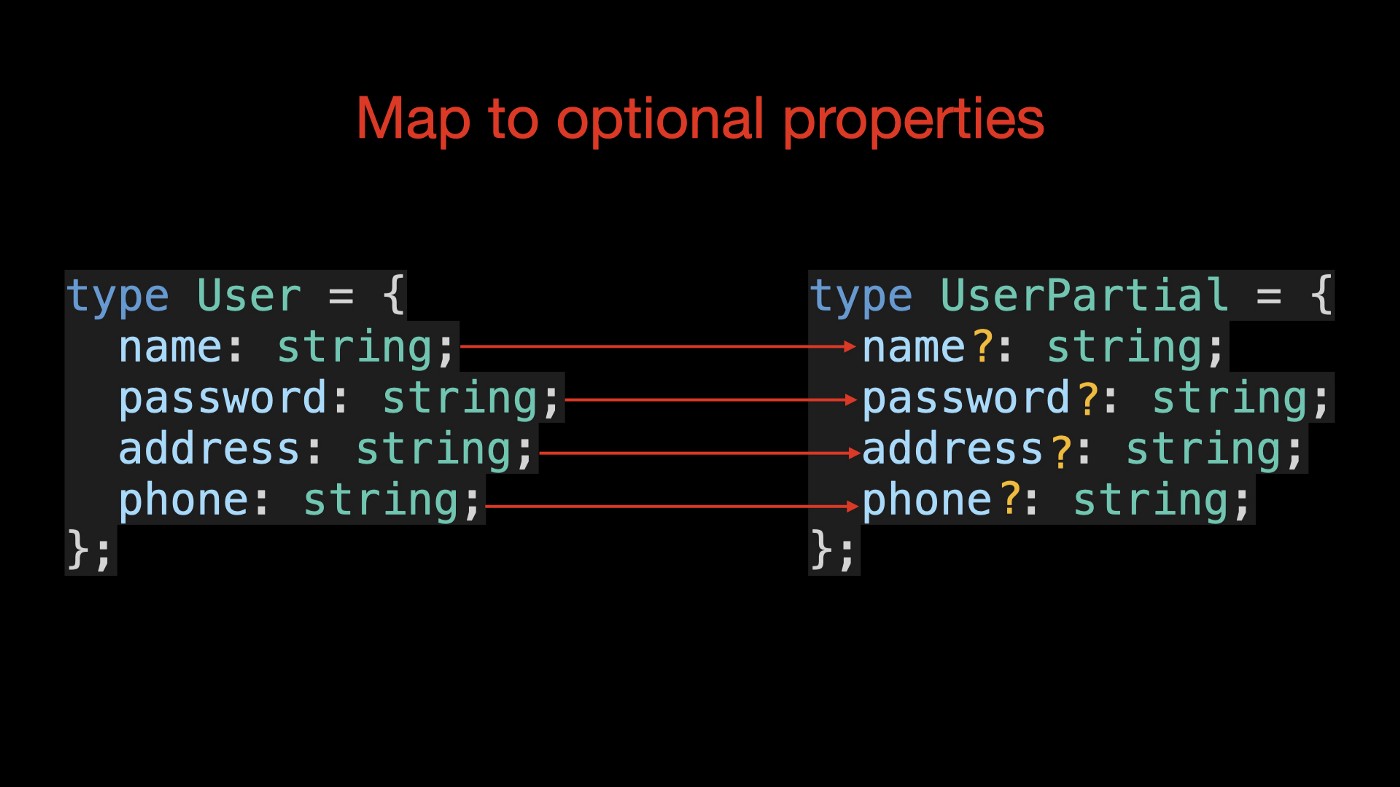 Map to optional properties
type User = {
  name: string;
  password: string;
  address: string;
  phone: string;
};
type UserPartial = {
  name?: string;
  password?: string;
  address?: string;
  phone?: string;
};